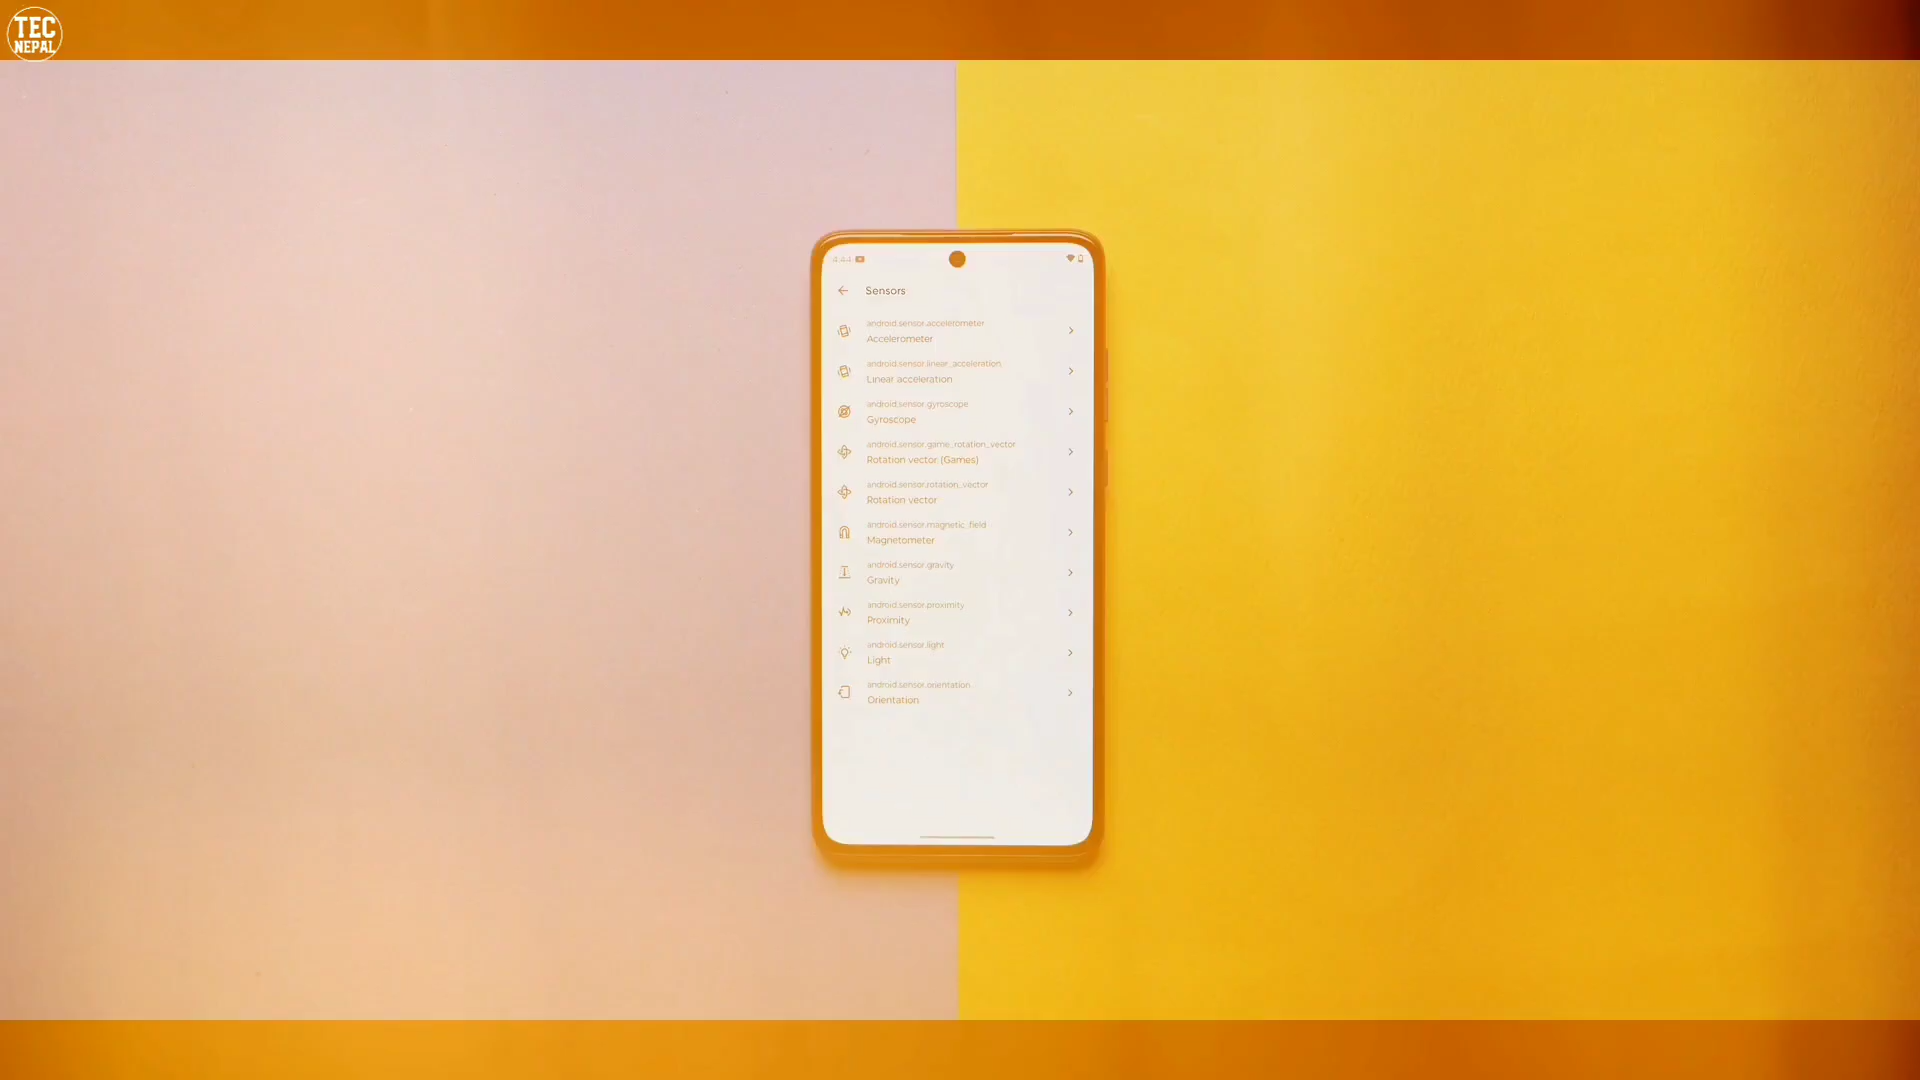 TEC
NEPAL
4:44
Sensors
android.sensor.accelerometer
Accelerometer
android.sensor.linear_acceleration
Linear acceleration
android.sensor.gyroscope
Gyroscope
android.sensor.game_rotation_vector
Rotation vector (Games)
android.sensor.rotation_vector
Rotation vector
android.sensor.magnetic_field
Magnetometer
android.sensor.gravity
Gravity
android.sensor.proximity
Proximity
android.sensor.light
Light
android.sensor.orientation
Orientation